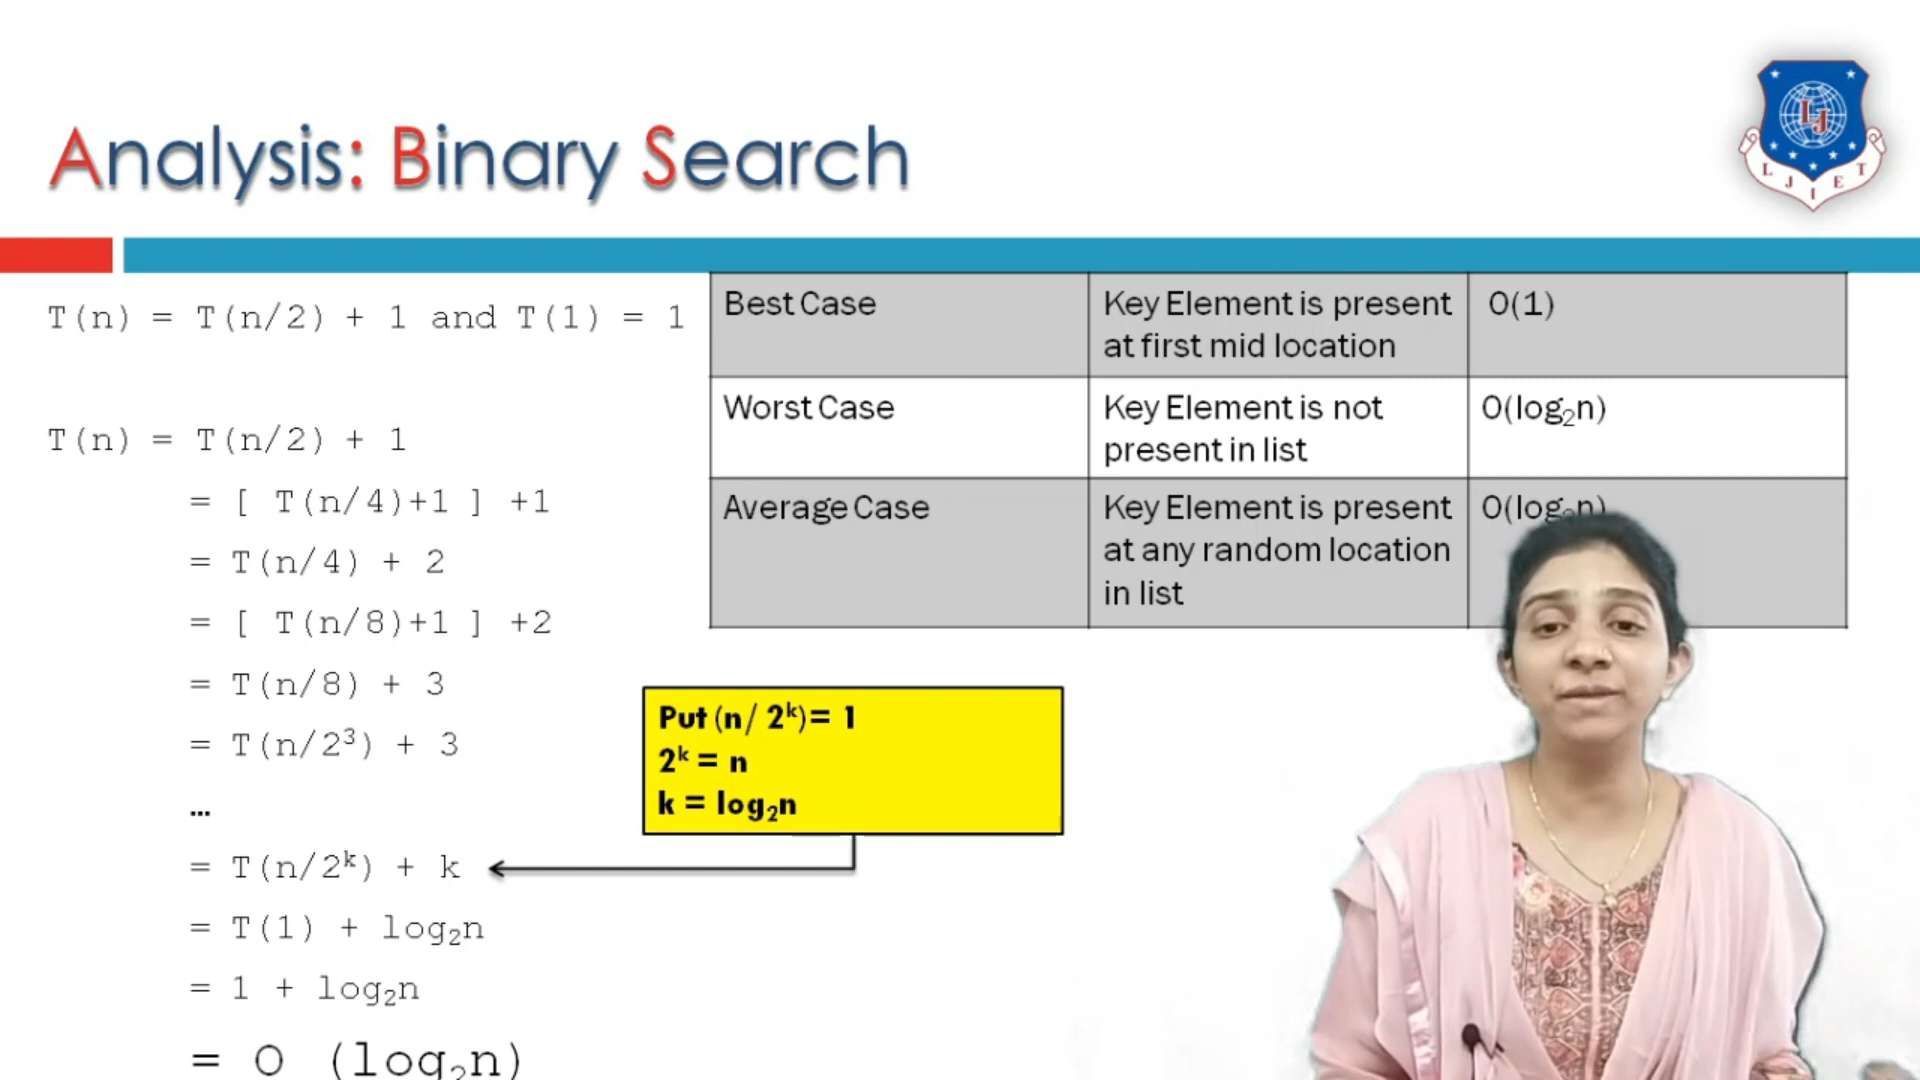 Analysis: Binary Search
LJ
L J I E T
T(n) = T(n/2) + 1 and T(1) = 1
T(n) = T(n/2) + 1
= [ T(n/4)+1 ] +1
= T(n/4) + 2
= [ T(n/8)+1 ] +2
= T(n/8) + 3
= T(n/2³) + 3
…
= T(n/2ᵏ) + k
= T(1) + log₂n
= 1 + log₂n
= O (log₂n)
Best Case
Key Element is present
at first mid location
O(1)
Worst Case
Key Element is not
present in list
O(log₂n)
Average Case
Key Element is present
at any random location
in list
O(log₂n)
Put (n/ 2ᵏ)= 1
2ᵏ = n
k = log₂n